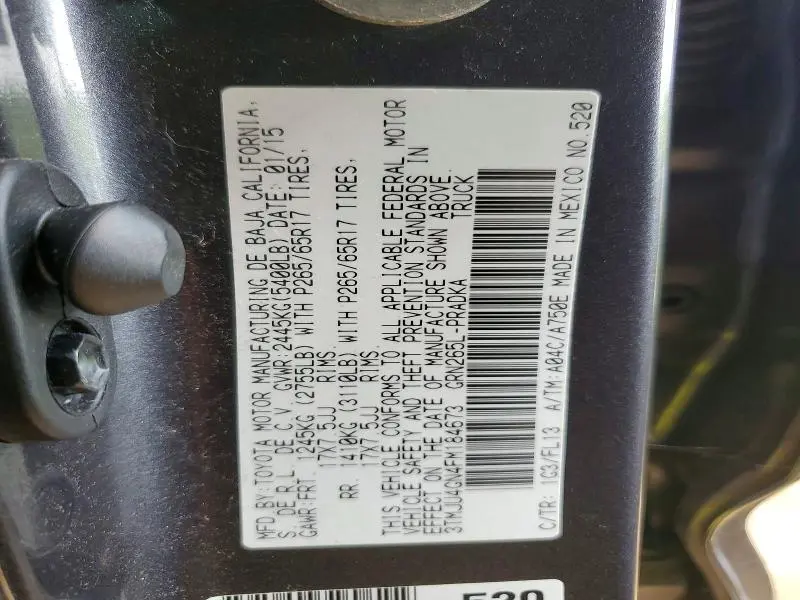 MFD BY:TOYOTA MOTOR MANUFACTURING DE BAJA CALIFORNIA,
S. DE R.L. DE C.V. GVWR:2445KG(5400LB) DATE: 01/15
GAWR:FRT. 1245KG (2755LB) WITH P265/65R17 TIRES,
17X7.5JJ RIMS.
RR. 1410KG (3110LB) WITH P265/65R17 TIRES,
17X7.5JJ RIMS.
THIS VEHICLE CONFORMS TO ALL APPLICABLE FEDERAL MOTOR
VEHICLE SAFETY AND THEFT PREVENTION STANDARDS IN
EFFECT ON THE DATE OF MANUFACTURE SHOWN ABOVE.
3TMJU4GN4FM184673 GRN265L-PRADKA TRUCK
C/TR: 1G3/FL13 A/TM:A04C/A750E MADE IN MEXICO NO.520